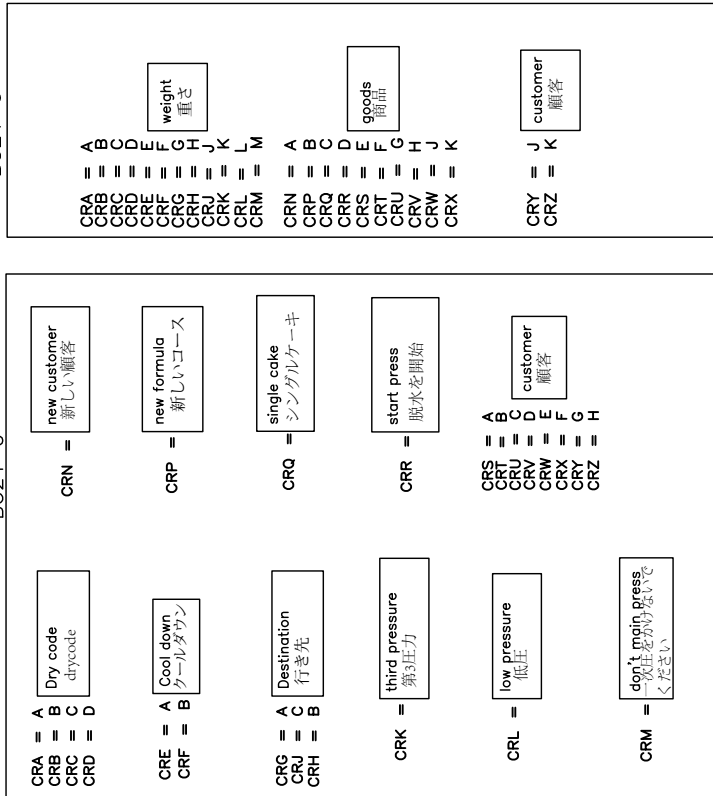 CRA = A
CRB = B
CRC = C
CRD = D
Dry code
drycode
CRE = A
CRF = B
Cool down
クールダウン
CRG = A
CRJ = C
CRH = B
Destination
行き先
CRK =
third pressure
第3圧力
CRL =
low pressure
低圧
CRM =
don't main press
一次圧をかけないで
ください
CRN =
new customer
新しい顧客
CRP =
new formula
新しいコース
CRQ =
single cake
シングルケーキ
CRR =
start press
脱水を開始
CRS = A
CRT = B
CRU = C
CRV = D
CRW = E
CRX = F
CRY = G
CRZ = H
customer
顧客
CRA = A
CRB = B
CRC = C
CRD = D
CRE = E
CRF = F
CRG = G
CRH = H
CRJ = J
CRK = K
CRL = L
CRM = M
weight
重さ
CRN = A
CRP = B
CRQ = C
CRR = D
CRS = E
CRT = F
CRU = G
CRV = H
CRW = J
CRX = K
goods
商品
CRY = J
CRZ = K
customer
顧客